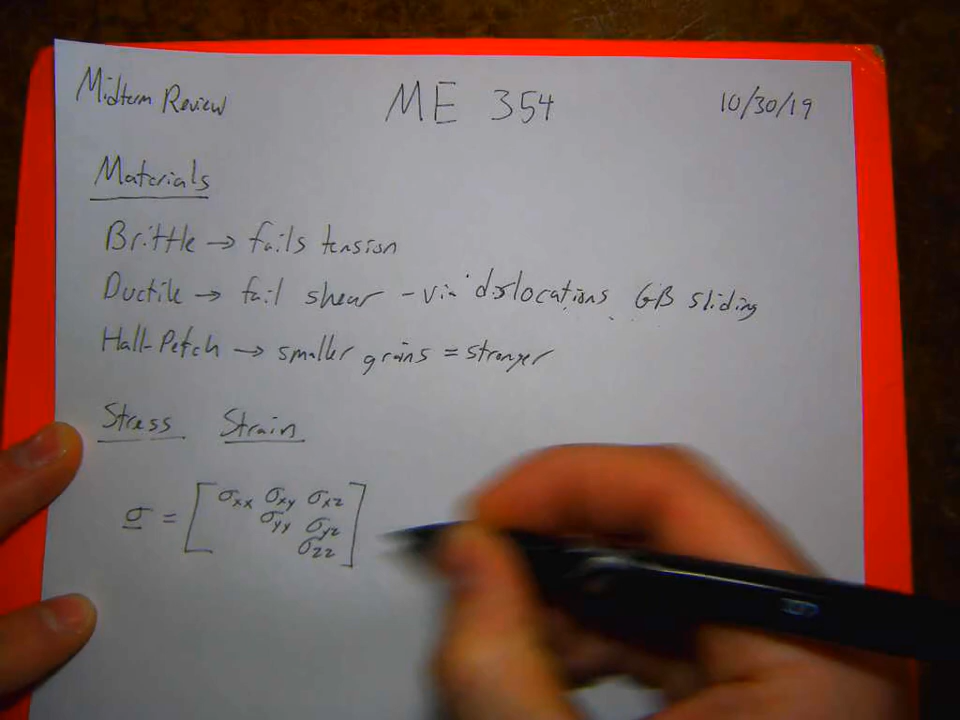 Midterm Review ME 354 10/30/19
Materials
Brittle → fails tension
Ductile → fail shear - via dislocations GB sliding
Hall-Petch → smaller grains = stronger
Stress Strain
σ = [ σxx σxy σxz
σyy σyz
σzz ]